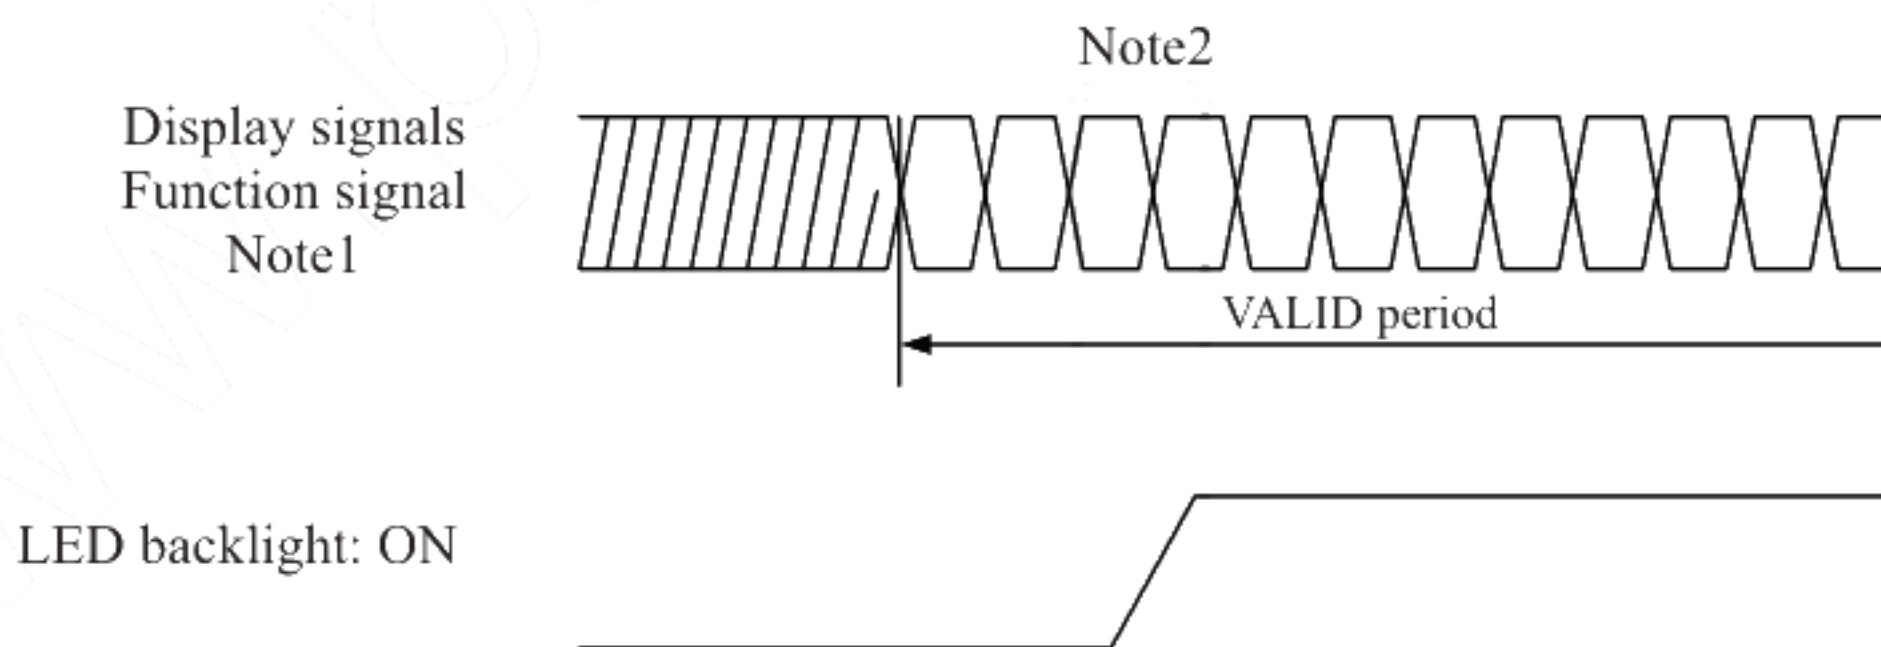 Note2
Display signals
Function signal
Note1
VALID period
LED backlight: ON